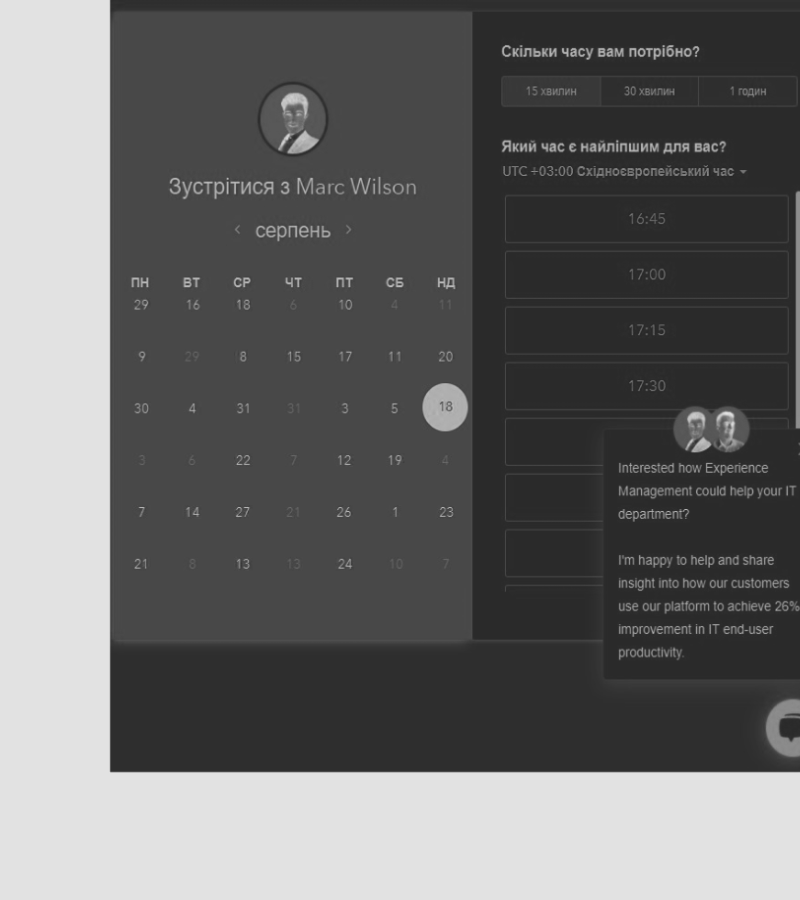 Скільки часу вам потрібно?
15 хвилин 30 хвилин 1 годин
Який час є найліпшим для вас?
UTC +03:00 Східноєвропейський час
Зустрітися з Marc Wilson
серпень
ПН ВТ СР ЧТ ПТ СБ НД
29 16 18 6 10 4 11
9 29 8 15 17 11 20
30 4 31 31 3 5 18
3 6 22 7 12 19 4
7 14 27 21 26 1 23
21 8 13 13 24 10 7
16:45
17:00
17:15
17:30
Interested how Experience
Management could help your IT
department?
I'm happy to help and share
insight into how our customers
use our platform to achieve 26%
improvement in IT end-user
productivity.